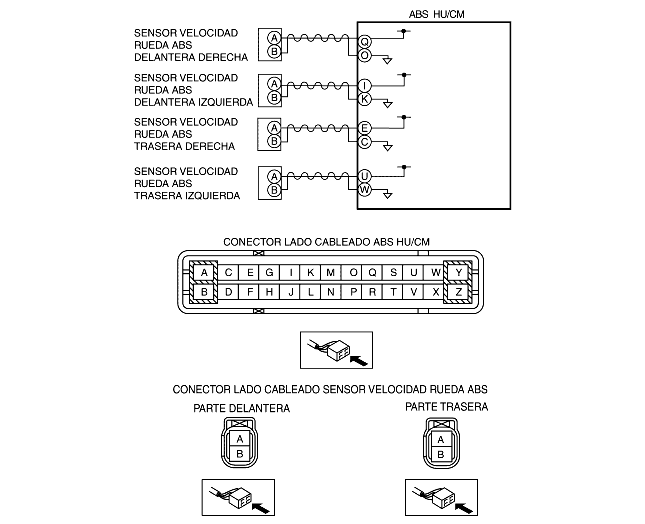 ABS HU/CM
SENSOR VELOCIDAD
RUEDA ABS
DELANTERA DERECHA
A
B
Q
O
SENSOR VELOCIDAD
RUEDA ABS
DELANTERA IZQUIERDA
A
B
I
K
SENSOR VELOCIDAD
RUEDA ABS
TRASERA DERECHA
A
B
E
C
SENSOR VELOCIDAD
RUEDA ABS
TRASERA IZQUIERDA
A
B
U
W
CONECTOR LADO CABLEADO ABS HU/CM
A C E G I K M O Q S U W Y
B D F H J L N P R T V X Z
CONECTOR LADO CABLEADO SENSOR VELOCIDAD RUEDA ABS
PARTE DELANTERA
A
B
PARTE TRASERA
A
B